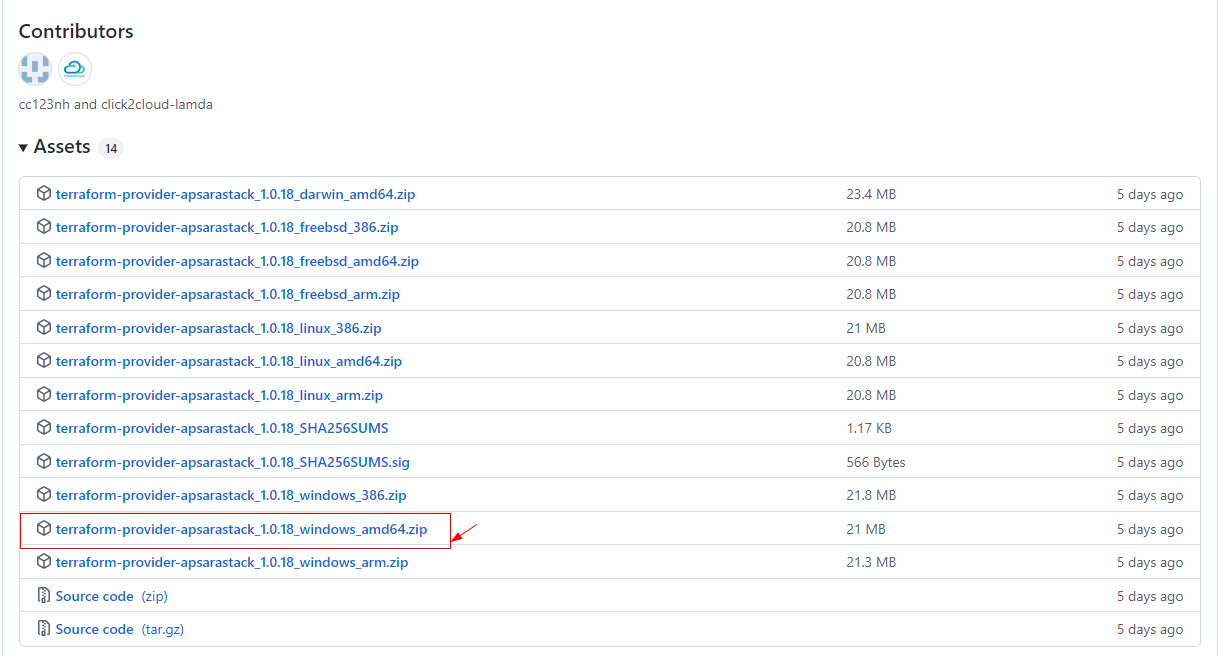 Contributors
cc123nh and click2cloud-lamda
Assets 14
terraform-provider-apsarastack_1.0.18_darwin_amd64.zip 23.4 MB 5 days ago
terraform-provider-apsarastack_1.0.18_freebsd_386.zip 20.8 MB 5 days ago
terraform-provider-apsarastack_1.0.18_freebsd_amd64.zip 20.8 MB 5 days ago
terraform-provider-apsarastack_1.0.18_freebsd_arm.zip 20.8 MB 5 days ago
terraform-provider-apsarastack_1.0.18_linux_386.zip 21 MB 5 days ago
terraform-provider-apsarastack_1.0.18_linux_amd64.zip 20.8 MB 5 days ago
terraform-provider-apsarastack_1.0.18_linux_arm.zip 20.8 MB 5 days ago
terraform-provider-apsarastack_1.0.18_SHA256SUMS 1.17 KB 5 days ago
terraform-provider-apsarastack_1.0.18_SHA256SUMS.sig 566 Bytes 5 days ago
terraform-provider-apsarastack_1.0.18_windows_386.zip 21.8 MB 5 days ago
terraform-provider-apsarastack_1.0.18_windows_amd64.zip 21 MB 5 days ago
terraform-provider-apsarastack_1.0.18_windows_arm.zip 21.3 MB 5 days ago
Source code (zip) 5 days ago
Source code (tar.gz) 5 days ago